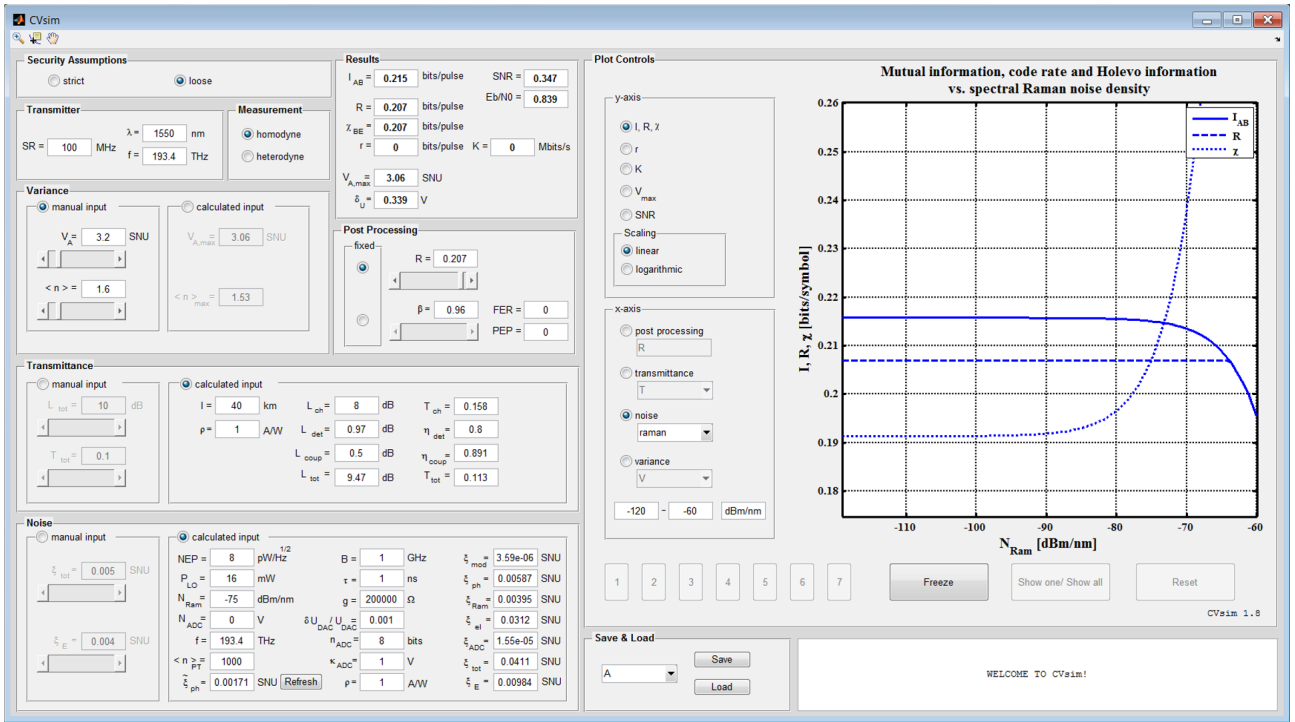 CVsim
Security Assumptions
strict
loose
Transmitter
SR = 100 MHz
λ = 1550 nm
f = 193.4 THz
Measurement
homodyne
heterodyne
Variance
manual input
V_A = 3.2 SNU
< n > = 1.6
calculated input
V_A,max = 3.06 SNU
< n >_max = 1.53
Results
I_AB = 0.215 bits/pulse SNR = 0.347
Eb/N0 = 0.839
R = 0.207 bits/pulse
χ_BE = 0.207 bits/pulse
r = 0 bits/pulse K = 0 Mbits/s
V_A,max = 3.06 SNU
δ_U = 0.339 V
Post Processing
fixed
R = 0.207
β = 0.96 FER = 0
PEP = 0
Transmittance
manual input
L_tot = 10 dB
T_tot = 0.1
calculated input
l = 40 km L_ch = 8 dB T_ch = 0.158
ρ = 1 A/W L_det = 0.97 dB η_det = 0.8
L_coup = 0.5 dB η_coup = 0.891
L_tot = 9.47 dB T_tot = 0.113
Noise
manual input
ξ_tot = 0.005 SNU
ξ_E = 0.004 SNU
calculated input
NEP = 8 pW/Hz^1/2 B = 1 GHz ξ_mod = 3.59e-06 SNU
P_LO = 16 mW τ = 1 ns ξ_ph = 0.00587 SNU
N_Ram = -75 dBm/nm g = 200000 Ω ξ_Ram = 0.00395 SNU
N_ADC = 0 V δU_DAC/U_DAC = 0.001 ξ_el = 0.0312 SNU
f = 193.4 THz n_ADC = 8 bits ξ_ADC = 1.55e-05 SNU
< n >_PT = 1000 κ_ADC = 1 V ξ_tot = 0.0411 SNU
ξ̃_ph = 0.00171 SNU Refresh ρ = 1 A/W ξ_E = 0.00984 SNU
Plot Controls
y-axis
I, R, χ
r
K
V_max
SNR
Scaling
linear
logarithmic
x-axis
post processing
R
transmittance
T
noise
raman
variance
V
-120 - -60 dBm/nm
Mutual information, code rate and Holevo information
vs. spectral Raman noise density
I_AB
R
χ
I, R, χ [bits/symbol]
0.26
0.25
0.24
0.23
0.22
0.21
0.2
0.19
0.18
-110 -100 -90 -80 -70 -60
N_Ram [dBm/nm]
1 2 3 4 5 6 7 Freeze Show one/ Show all Reset
CVsim 1.8
Save & Load
A
Save
Load
WELCOME TO CVsim!